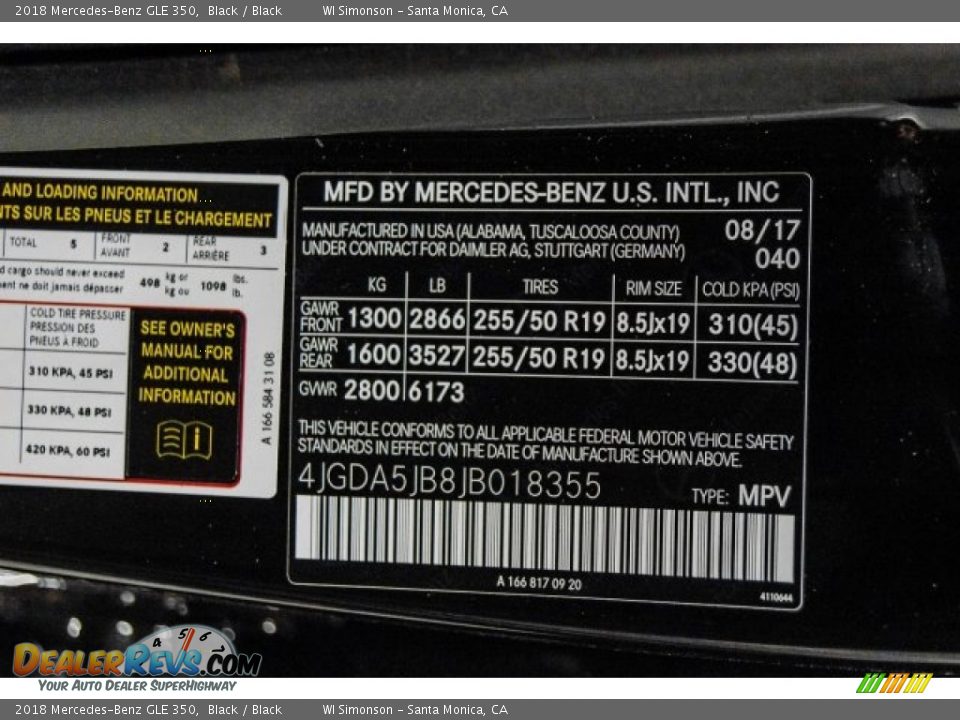 2018 Mercedes-Benz GLE 350,  Black / Black    WI Simonson - Santa Monica, CA
AND LOADING INFORMATION
SUR LES PNEUS ET LE CHARGEMENT
TOTAL 5 FRONT AVANT 2 REAR ARRIÈRE 3
cargo should never exceed
ne doit jamais dépasser
498 kg or kg ou 1098 lbs. lb.
COLD TIRE PRESSURE
PRESSION DES
PNEUS À FROID
310 KPA, 45 PSI
330 KPA, 48 PSI
420 KPA, 60 PSI
SEE OWNER'S
MANUAL FOR
ADDITIONAL
INFORMATION
A 166 584 31 08
MFD BY MERCEDES-BENZ U.S. INTL., INC
MANUFACTURED IN USA (ALABAMA, TUSCALOOSA COUNTY) 08/17
UNDER CONTRACT FOR DAIMLER AG, STUTTGART (GERMANY) 040
KG LB TIRES RIM SIZE COLD KPA (PSI)
GAWR FRONT 1300 2866 255/50 R19 8.5Jx19 310(45)
GAWR REAR 1600 3527 255/50 R19 8.5Jx19 330(48)
GVWR 2800 6173
THIS VEHICLE CONFORMS TO ALL APPLICABLE FEDERAL MOTOR VEHICLE SAFETY
STANDARDS IN EFFECT ON THE DATE OF MANUFACTURE SHOWN ABOVE.
4JGDA5JB8JB018355 TYPE: MPV
A 166 817 09 20
4110644
4 5 6
DealerRevs.com
Your Auto Dealer SuperHighway
2018 Mercedes-Benz GLE 350,  Black / Black    WI Simonson - Santa Monica, CA